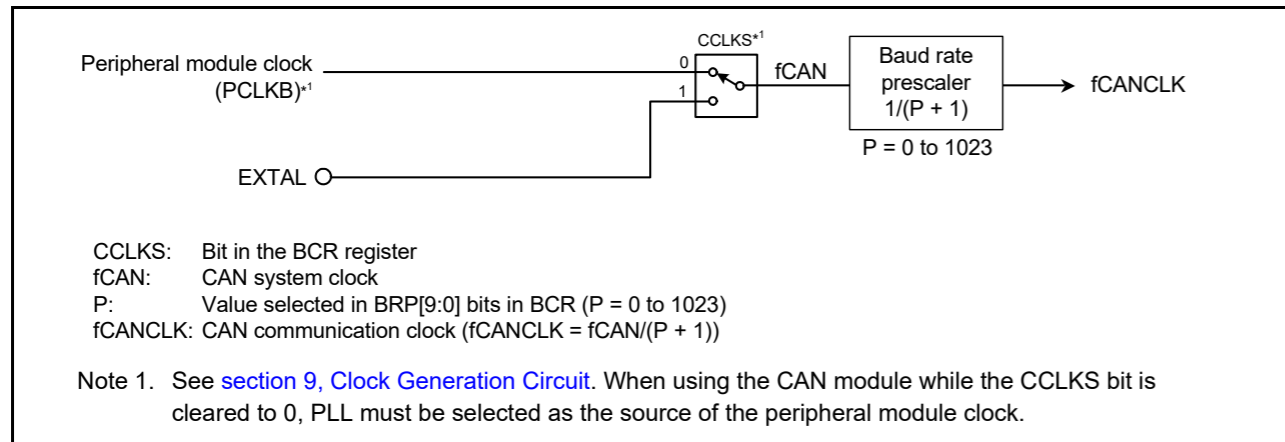 CCLKS*1
Peripheral module clock
(PCLKB)*1
0
1
fCAN
Baud rate
prescaler
1/(P + 1)
fCANCLK
P = 0 to 1023
EXTAL
CCLKS: Bit in the BCR register
fCAN: CAN system clock
P: Value selected in BRP[9:0] bits in BCR (P = 0 to 1023)
fCANCLK: CAN communication clock (fCANCLK = fCAN/(P + 1))
Note 1. See section 9, Clock Generation Circuit. When using the CAN module while the CCLKS bit is
cleared to 0, PLL must be selected as the source of the peripheral module clock.